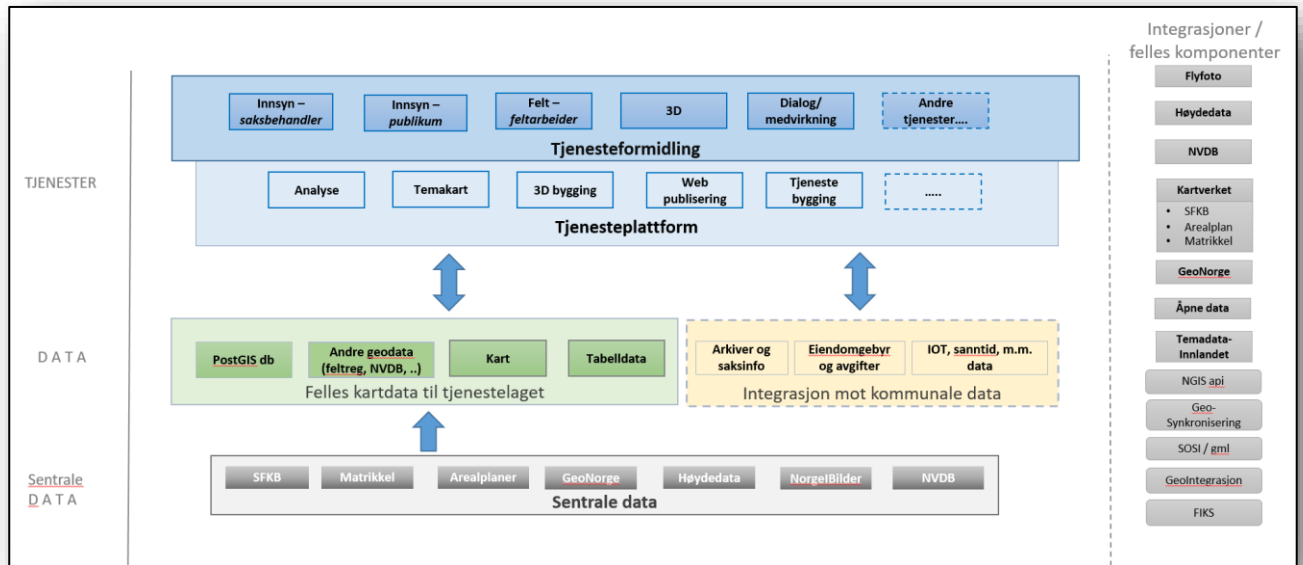 Integrasjoner /
felles komponenter
TJENESTER
Innsyn –
saksbehandler
Innsyn –
publikum
Felt –
feltarbeider
3D
Dialog/
medvirkning
Andre
tjenester....
Tjenesteformidling
Analyse
Temakart
3D bygging
Web
publisering
Tjeneste
bygging
.....
Tjenesteplattform
DATA
PostGIS db
Andre geodata
(feltreg, NVDB, ..)
Kart
Tabelldata
Felles kartdata til tjenestelaget
Arkiver og
saksinfo
Eiendomgebyr
og avgifter
IOT, sanntid, m.m.
data
Integrasjon mot kommunale data
Sentrale
DATA
SFKB
Matrikkel
Arealplaner
GeoNorge
Høydedata
NorgeIBilder
NVDB
Sentrale data
Flyfoto
Høydedata
NVDB
Kartverket
• SFKB
• Arealplan
• Matrikkel
GeoNorge
Åpne data
Temadata-
Innlandet
NGIS api
Geo-
Synkronisering
SOSI / gml
GeoIntegrasjon
FIKS